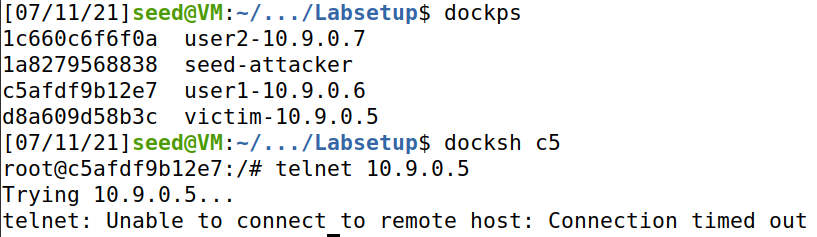 [07/11/21]seed@VM:~/.../Labsetup$ dockps
1c660c6f6f0a  user2-10.9.0.7
1a8279568838  seed-attacker
c5afdf9b12e7  user1-10.9.0.6
d8a609d58b3c  victim-10.9.0.5
[07/11/21]seed@VM:~/.../Labsetup$ docksh c5
root@c5afdf9b12e7:/# telnet 10.9.0.5
Trying 10.9.0.5...
telnet: Unable to connect to remote host: Connection timed out